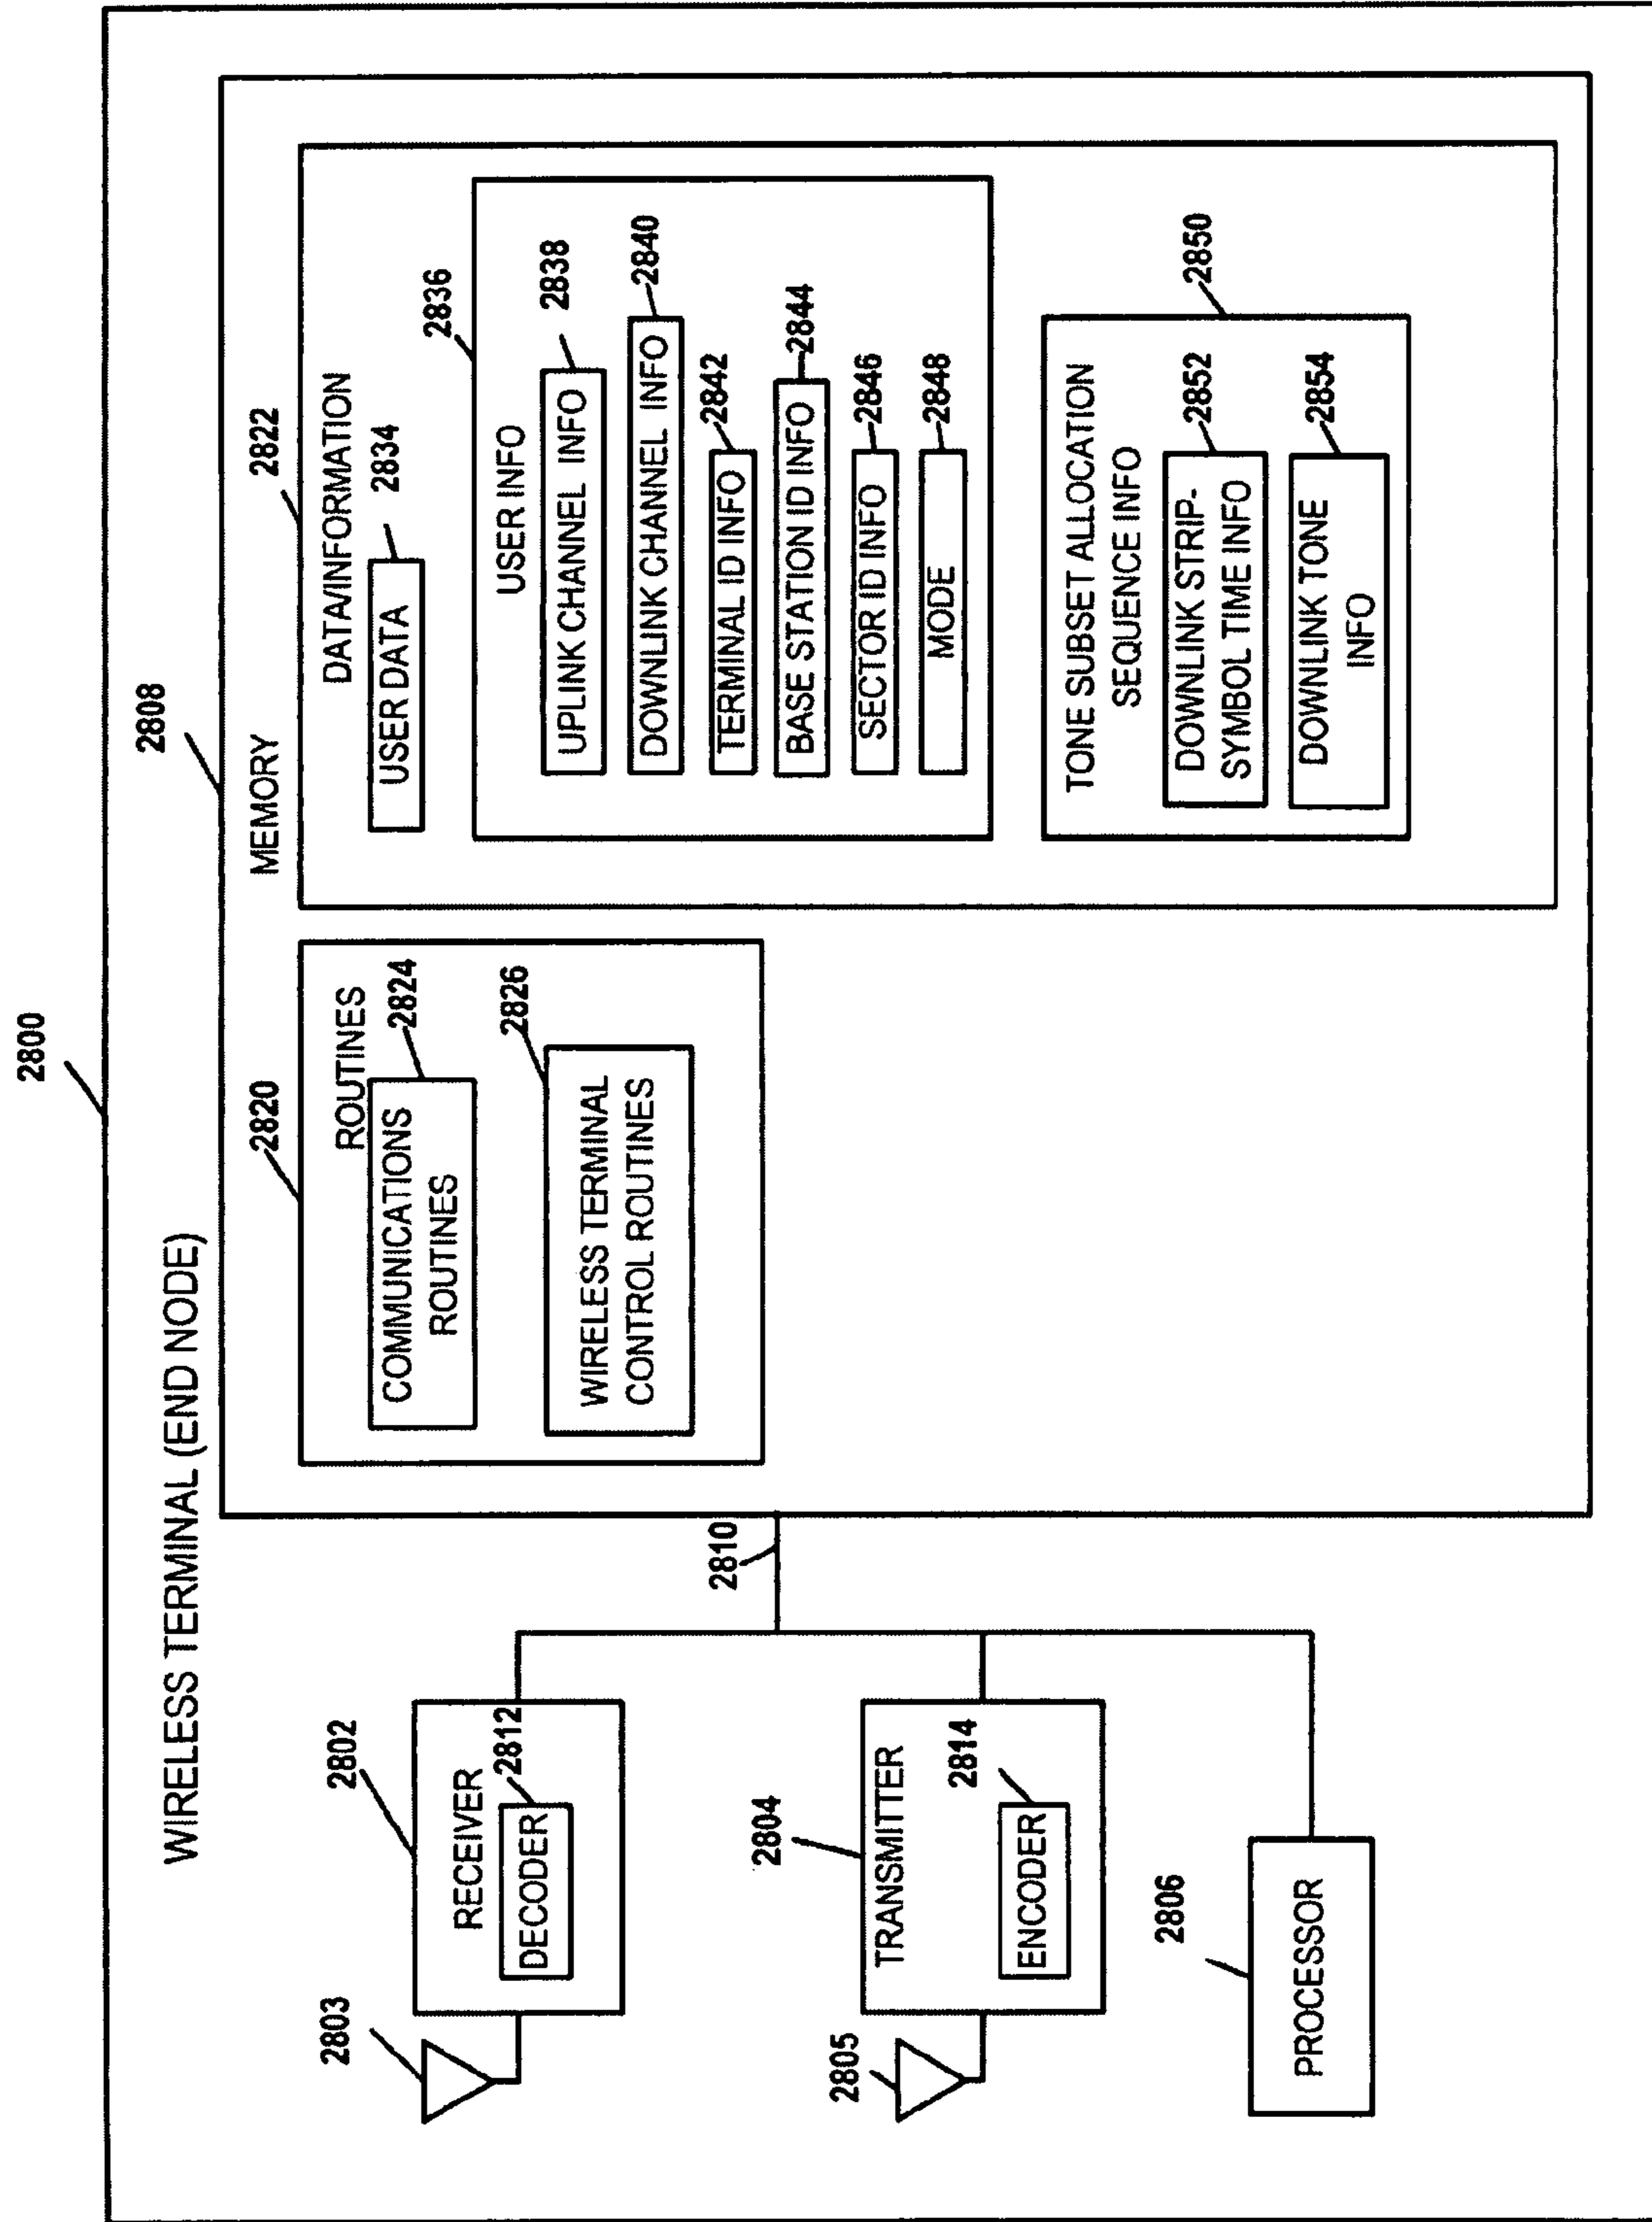 2800
WIRELESS TERMINAL (END NODE)
2803
2802
RECEIVER
2812
DECODER
2805
2804
TRANSMITTER
2814
ENCODER
2806
PROCESSOR
2810
2808
MEMORY
2820
ROUTINES
2824
COMMUNICATIONS
ROUTINES
2826
WIRELESS TERMINAL
CONTROL ROUTINES
2822
DATA/INFORMATION
2834
USER DATA
2836
USER INFO
2838
UPLINK CHANNEL INFO
2840
DOWNLINK CHANNEL INFO
2842
TERMINAL ID INFO
2844
BASE STATION ID INFO
2846
SECTOR ID INFO
2848
MODE
2850
TONE SUBSET ALLOCATION
SEQUENCE INFO
2852
DOWNLINK STRIP-
SYMBOL TIME INFO
2854
DOWNLINK TONE
INFO